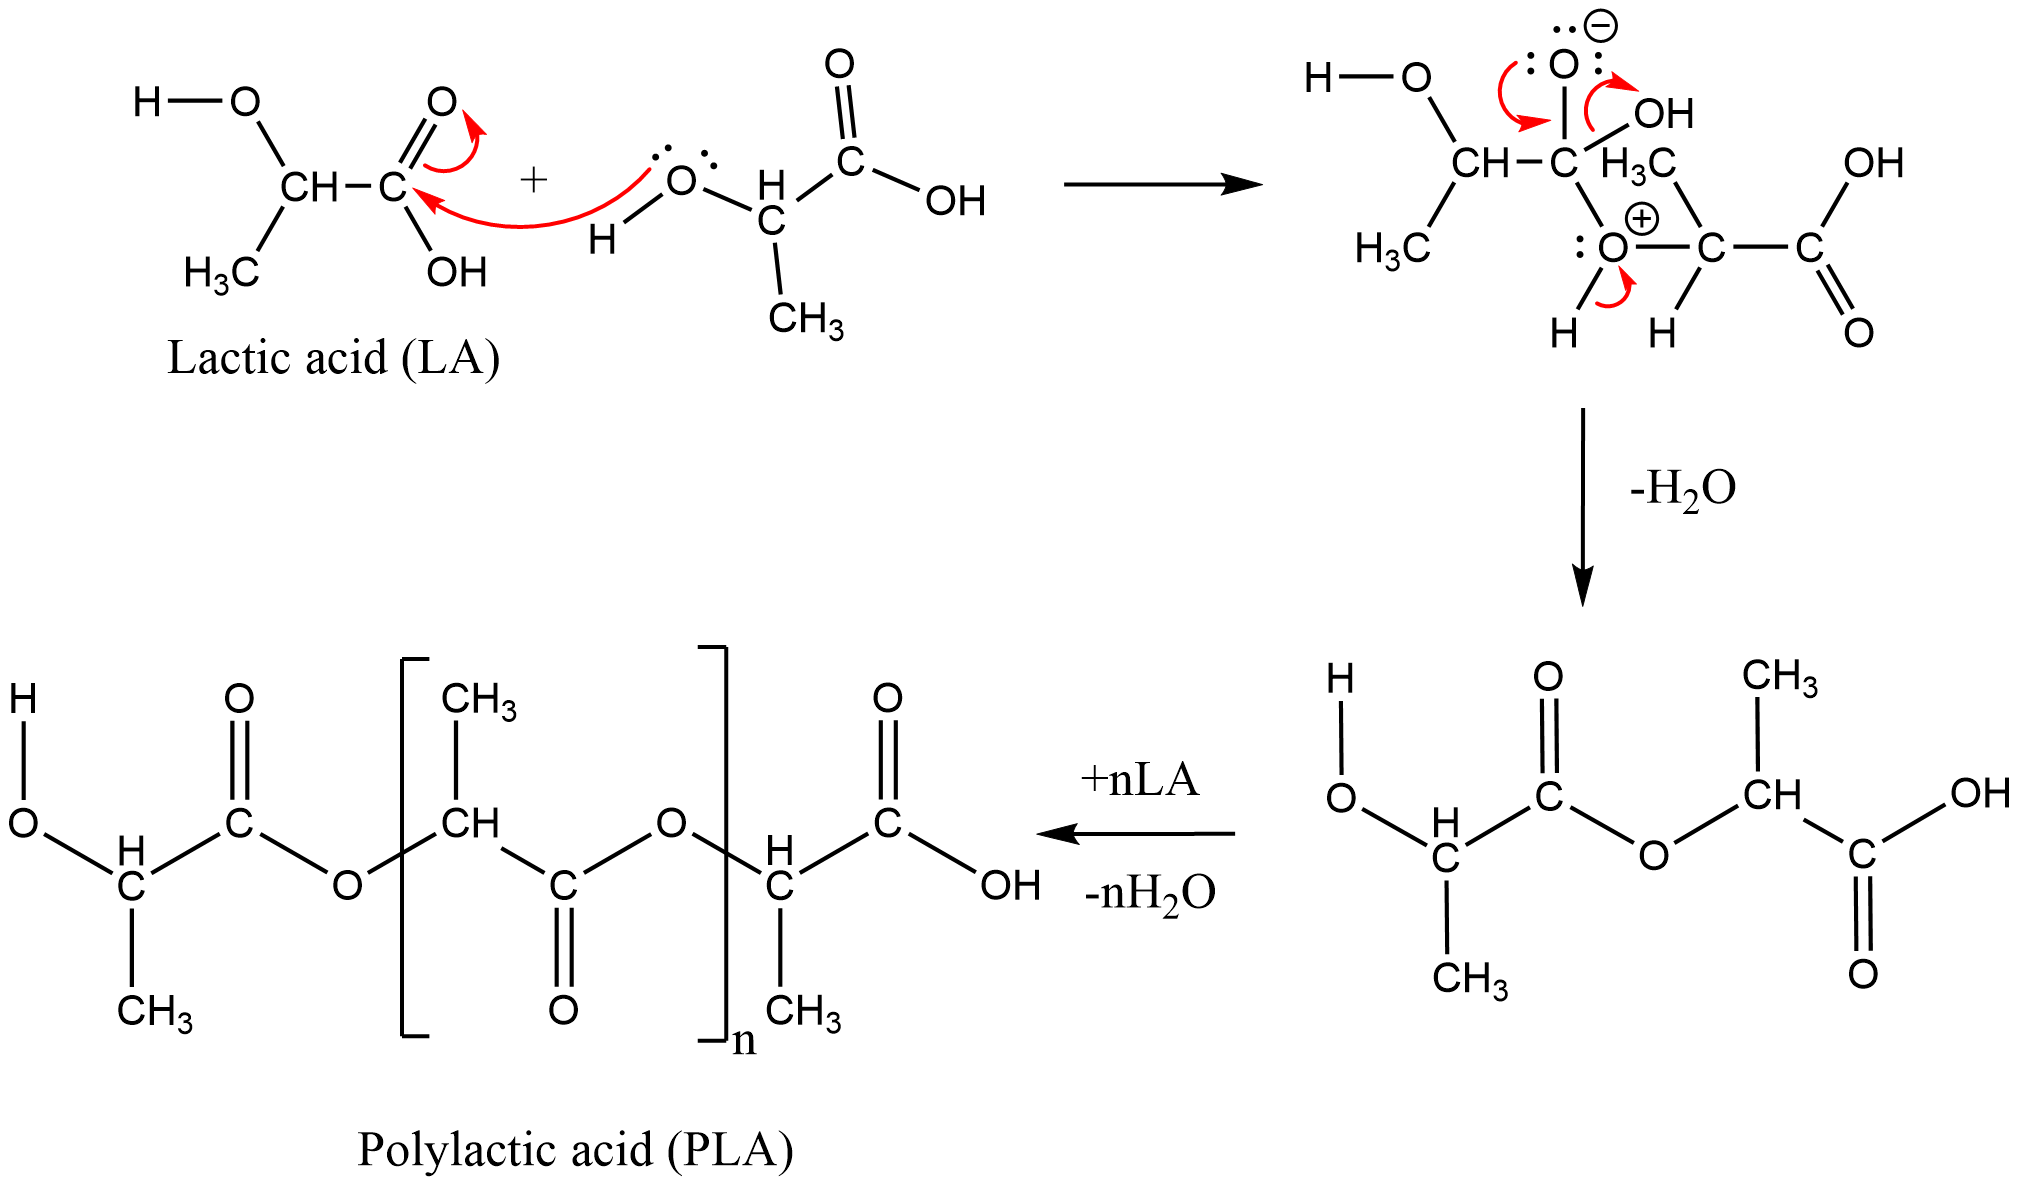 H O O
CH C
H₃C OH
+
O
O H C
H C OH
CH₃
Lactic acid (LA)
O ⊖
H O OH
CH C H₃C OH
H₃C O ⊕ C C
H H O
-H₂O
H O CH₃
O H C CH OH
C O C
CH₃ O
+nLA
-nH₂O
H O CH₃ O
O H C CH O H C
C O C C OH
CH₃ O CH₃
n
Polylactic acid (PLA)